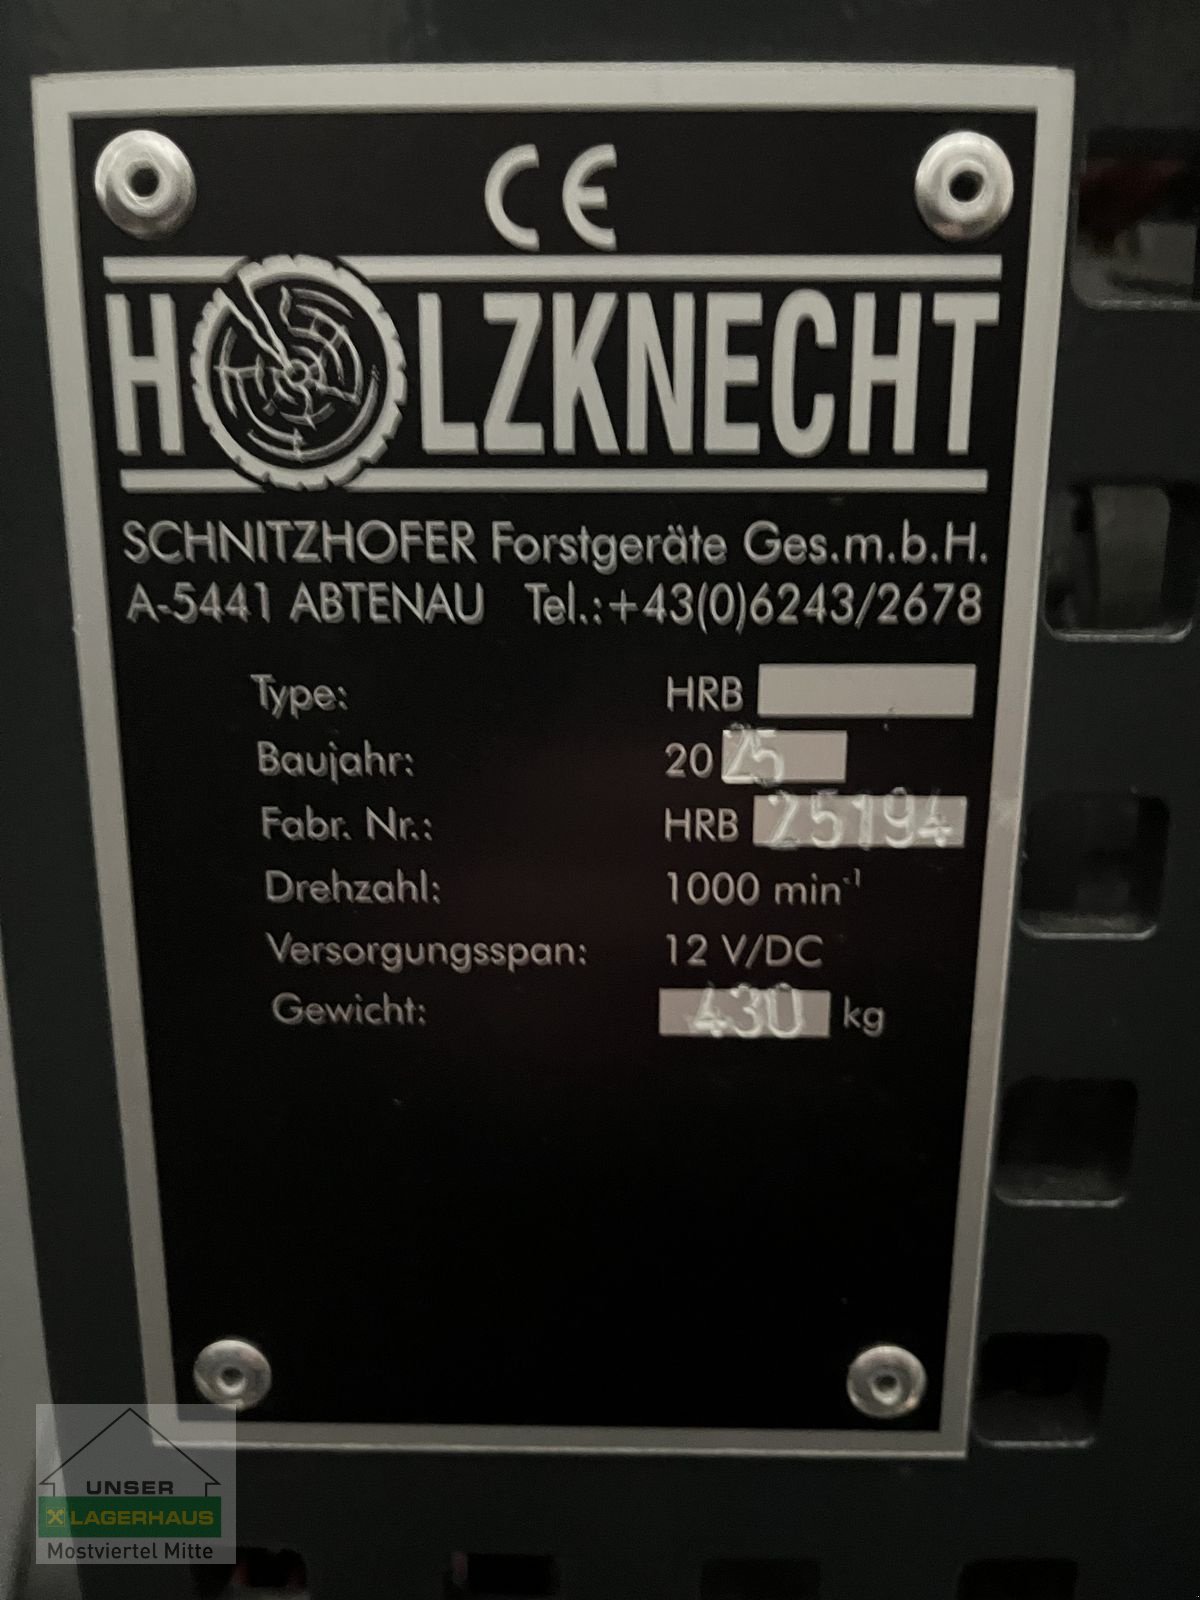 CE
HOLZKNECHT
SCHNITZHOFER Forstgeräte Ges.m.b.H.
A-5441 ABTENAU Tel.:+43(0)6243/2678
Type: HRB
Baujahr: 2025
Fabr. Nr.: HRB 25194
Drehzahl: 1000 min-1
Versorgungsspan: 12 V/DC
Gewicht: 430 kg
UNSER
LAGERHAUS
Mostviertel Mitte